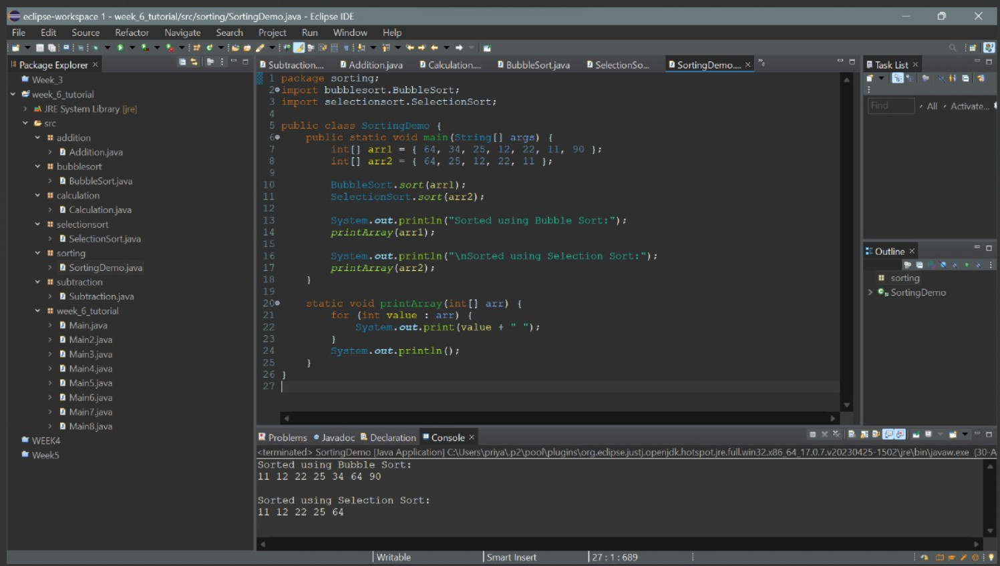 eclipse-workspace 1 - week_6_tutorial/src/sorting/SortingDemo.java - Eclipse IDE
File Edit Source Refactor Navigate Search Project Run Window Help
Package Explorer
Week_3
week_6_tutorial
JRE System Library [jre]
src
addition
Addition.java
bubblesort
BubbleSort.java
calculation
Calculation.java
selectionsort
SelectionSort.java
sorting
SortingDemo.java
subtraction
Subtraction.java
week_6_tutorial
Main.java
Main2.java
Main3.java
Main4.java
Main5.java
Main6.java
Main7.java
Main8.java
WEEK4
Week5
Subtraction.... Addition.java Calculation.... BubbleSort.java SelectionSo... SortingDemo....
1 package sorting;
2 import bubblesort.BubbleSort;
3 import selectionsort.SelectionSort;
4
5 public class SortingDemo {
6 public static void main(String[] args) {
7 int[] arr1 = { 64, 34, 25, 12, 22, 11, 90 };
8 int[] arr2 = { 64, 25, 12, 22, 11 };
9
10 BubbleSort.sort(arr1);
11 SelectionSort.sort(arr2);
12
13 System.out.println("Sorted using Bubble Sort:");
14 printArray(arr1);
15
16 System.out.println("\nSorted using Selection Sort:");
17 printArray(arr2);
18 }
19
20 static void printArray(int[] arr) {
21 for (int value : arr) {
22 System.out.print(value + " ");
23 }
24 System.out.println();
25 }
26 }
27
Task List
Find All Activate...
Outline
sorting
SortingDemo
Problems Javadoc Declaration Console
<terminated> SortingDemo [Java Application] C:\Users\priya\.p2\pool\plugins\org.eclipse.justj.openjdk.hotspot.jre.full.win32.x86_64_17.0.7.v20230425-1502\jre\bin\javaw.exe (30-A
Sorted using Bubble Sort:
11 12 22 25 34 64 90
Sorted using Selection Sort:
11 12 22 25 64
Writable Smart Insert 27 : 1 : 689